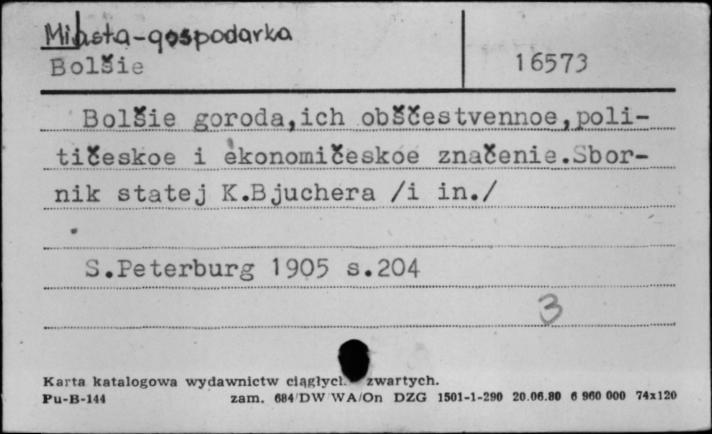 Miasta-gospodarka
Bolšie 16573
Bolšie goroda,ich obščestvennoe,poli-
tičeskoe i ekonomičeskoe značenie.Sbor-
nik statej K.Bjuchera /i in./
S.Peterburg 1905 s.204
3
Karta katalogowa wydawnictw ciągłych zwartych.
Pu-B-144 zam. 684/DW WA/On DZG 1501-1-290 20.06.80 6 960 000 74x120